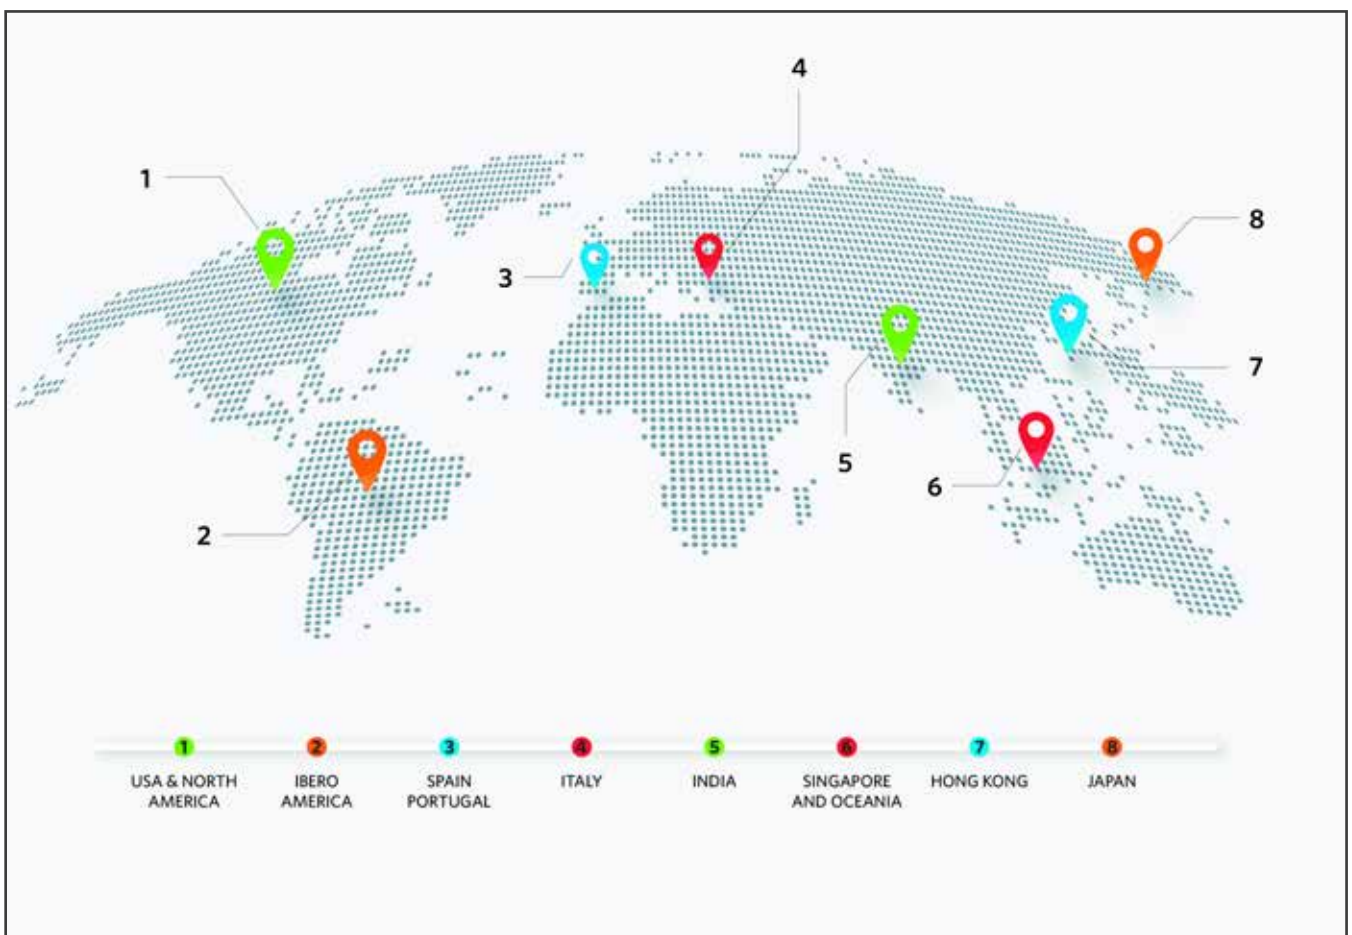 4
1
8
3
7
5
6
2
1 2 3 4 5 6 7 8
USA & NORTH AMERICA
IBERO AMERICA
SPAIN PORTUGAL
ITALY
INDIA
SINGAPORE AND OCEANIA
HONG KONG
JAPAN